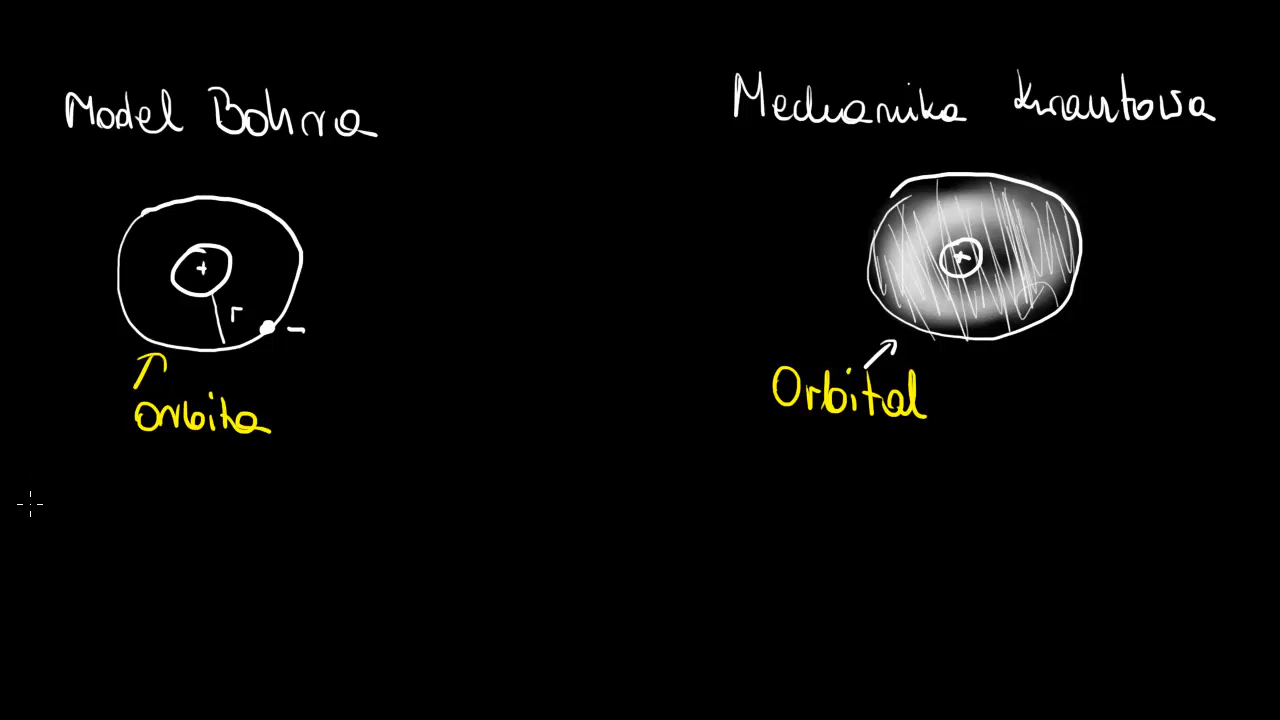 Model Bohra
Mechanika kwantowa
+
r
-
orbita
+
Orbital